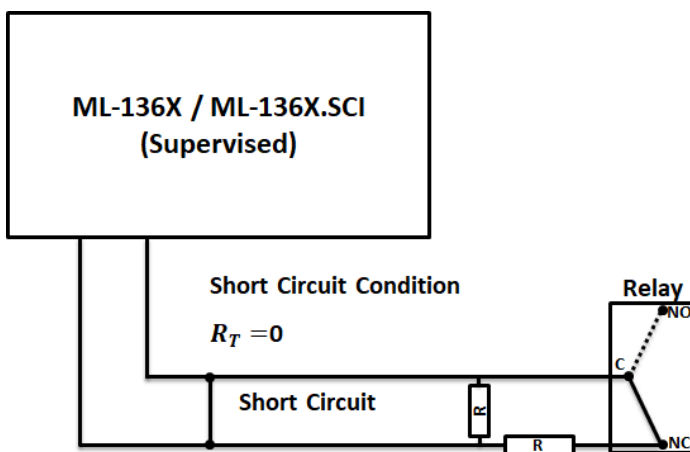 ML-136X / ML-136X.SCI
(Supervised)
Short Circuit Condition
Relay
NO
R_T =0
C
Short Circuit
R
R
NC